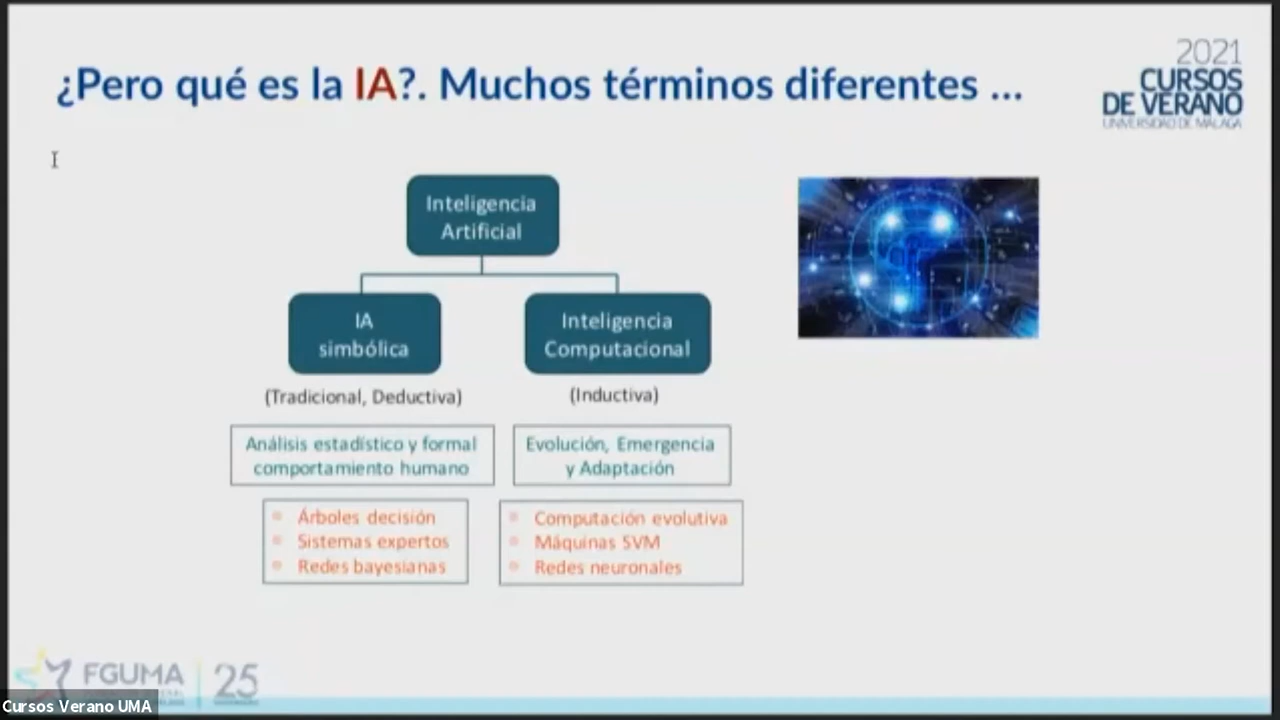 ¿Pero qué es la IA?. Muchos términos diferentes ...
2021
CURSOS
DE VERANO
UNIVERSIDAD DE MÁLAGA
Inteligencia
Artificial
IA
simbólica
Inteligencia
Computacional
(Tradicional, Deductiva)
(Inductiva)
Análisis estadístico y formal
comportamiento humano
Evolución, Emergencia
y Adaptación
Árboles decisión
Sistemas expertos
Redes bayesianas
Computación evolutiva
Máquinas SVM
Redes neuronales
FGUMA
25
Cursos Verano UMA